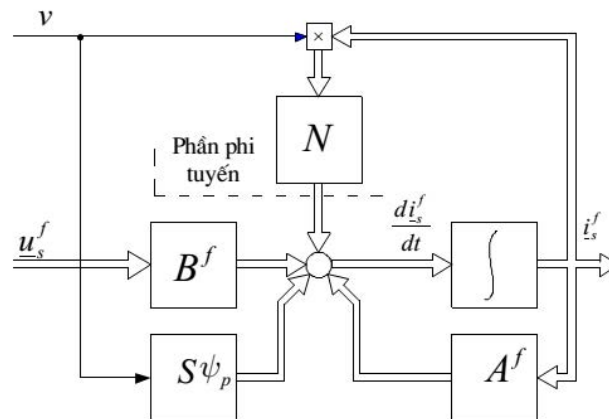 v
×
N
Phần phi
tuyến
u_s^f
B^f
di_s^f
dt
∫
i_s^f
Sψ_p
A^f